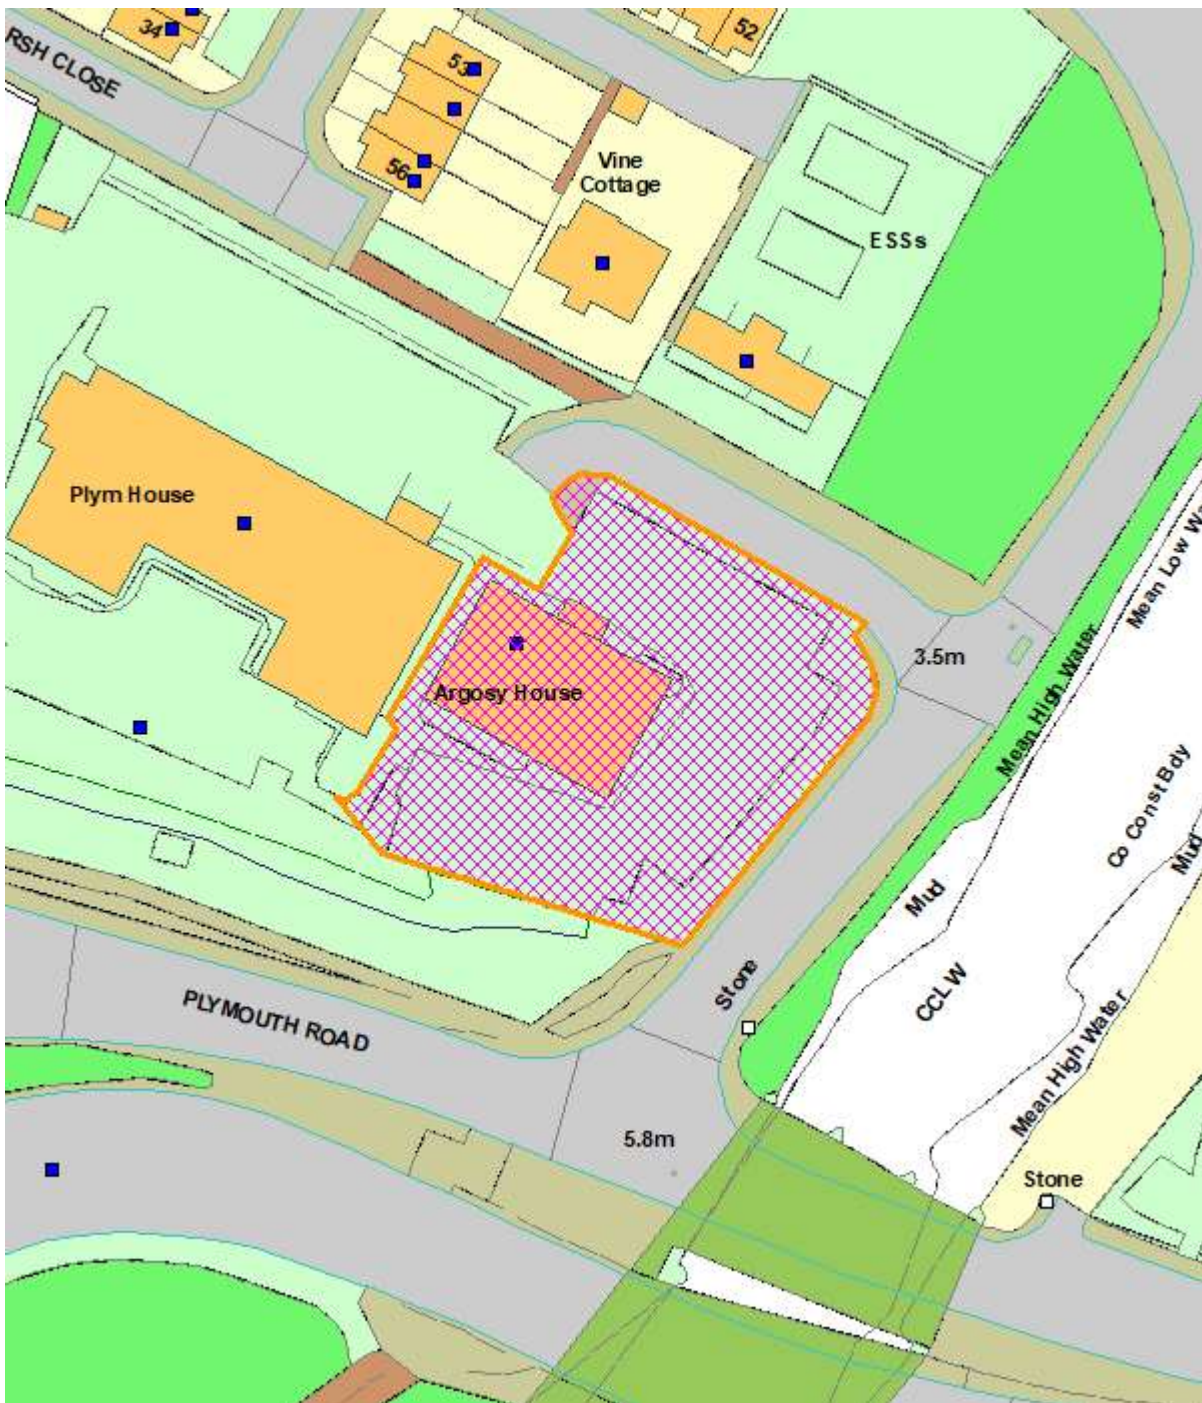 34
52
RSH CLOSE
53
56
Vine
Cottage
ESSs
Plym House
Mean Low Wa
3.5m
Argosy House
Mean High Water
Co Const Bdy
Mud
Mud
Stone
CCLW
PLYMOUTH ROAD
Mean High Water
5.8m
Stone